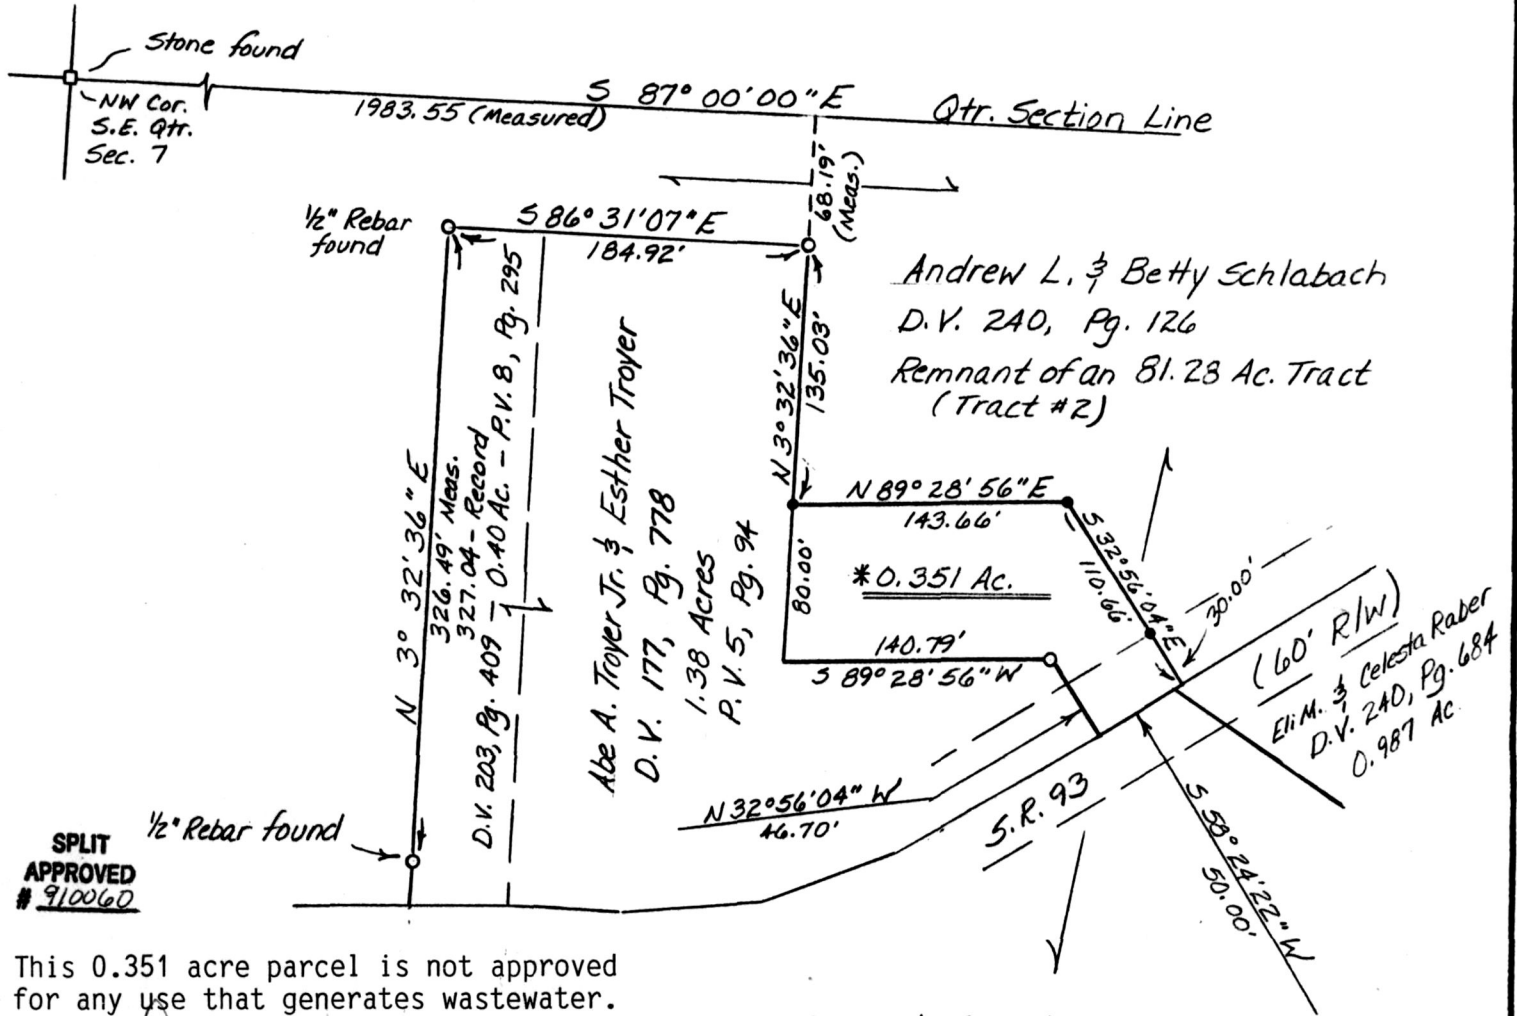 Stone found
NW Cor.
S.E. Qtr.
Sec. 7
S 87° 00' 00" E
1983.55 (Measured)
Qtr. Section Line
68.19'
(Meas.)
1/2" Rebar
found
S 86° 31' 07" E
184.92'
Andrew L. & Betty Schlabach
D.V. 240, Pg. 126
Remnant of an 81.28 Ac. Tract
(Tract #2)
N 3° 32' 36" E
135.03'
N 3° 32' 36" E
326.49' Meas.
327.04 - Record
D.V. 203, Pg. 409 — 0.40 Ac. - P.V. 8, Pg. 295
Abe A. Troyer Jr. & Esther Troyer
D.V. 177, Pg. 778
1.38 Acres
P.V. 5, Pg. 94
N 89° 28' 56" E
143.66'
80.00'
*0.351 Ac.
140.79'
S 89° 28' 56" W
S 32° 56' 04" E
110.66'
30.00'
(60' R/W)
Eli M. & Celesta Raber
D.V. 240, Pg. 684
0.987 Ac.
N 32° 56' 04" W
46.70'
S.R. 93
S 58° 24' 22" W
50.00'
1/2" Rebar found
SPLIT
APPROVED
# 910060
This 0.351 acre parcel is not approved
for any use that generates wastewater.